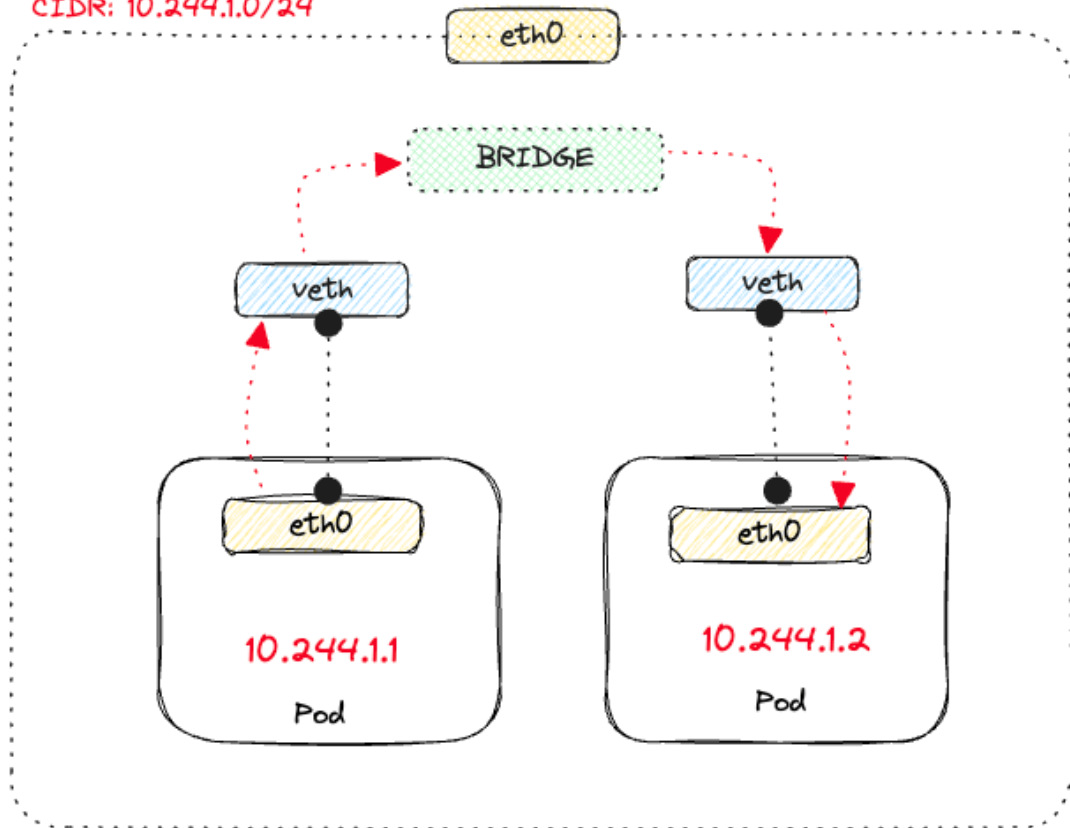 CIDR: 10.244.1.0/24
eth0
BRIDGE
veth
veth
eth0
eth0
10.244.1.1
10.244.1.2
Pod
Pod